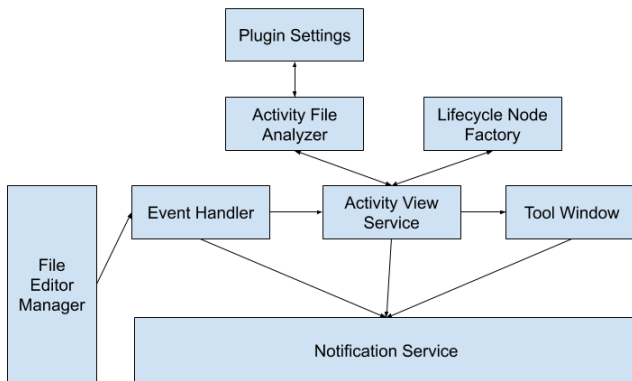 Plugin Settings
Activity File
Analyzer
Lifecycle Node
Factory
File
Editor
Manager
Event Handler
Activity View
Service
Tool Window
Notification Service